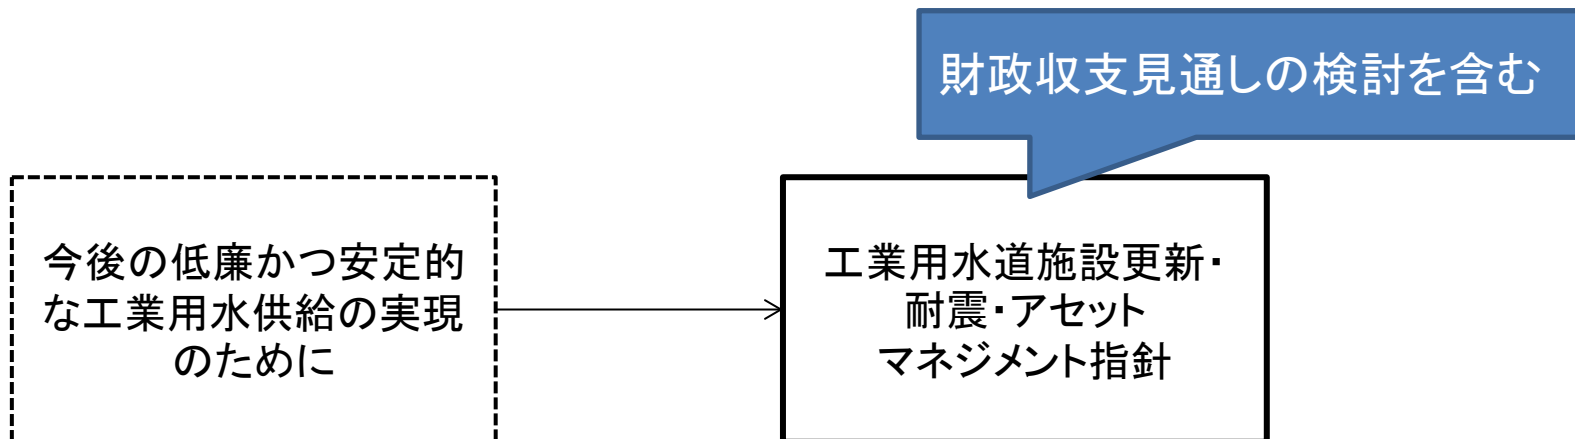 財政収支見通しの検討を含む
今後の低廉かつ安定的
な工業用水供給の実現
のために
工業用水道施設更新・
耐震・アセット
マネジメント指針